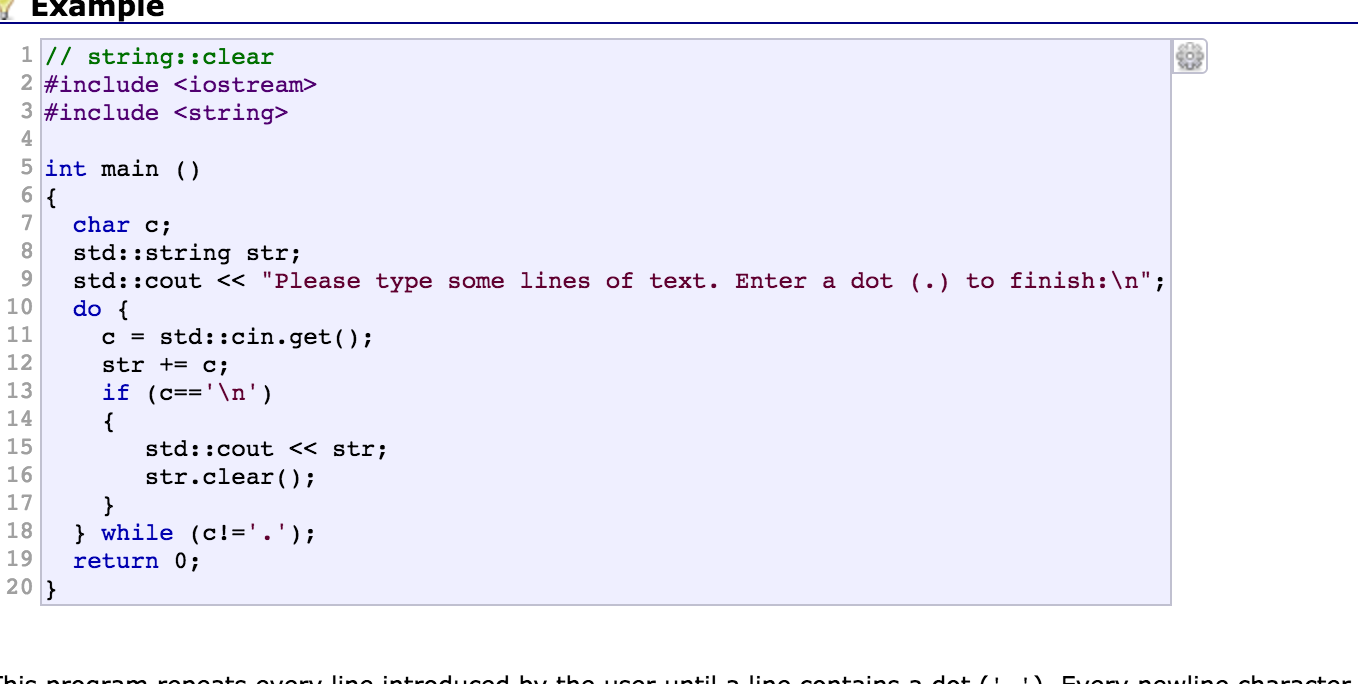 Example
1 // string::clear
2 #include <iostream>
3 #include <string>
4
5 int main ()
6 {
7   char c;
8   std::string str;
9   std::cout << "Please type some lines of text. Enter a dot (.) to finish:\n";
10   do {
11     c = std::cin.get();
12     str += c;
13     if (c=='\n')
14     {
15        std::cout << str;
16        str.clear();
17     }
18   } while (c!='.');
19   return 0;
20 }
This program repeats every line introduced by the user until a line contains a dot ('.'). Every newline character